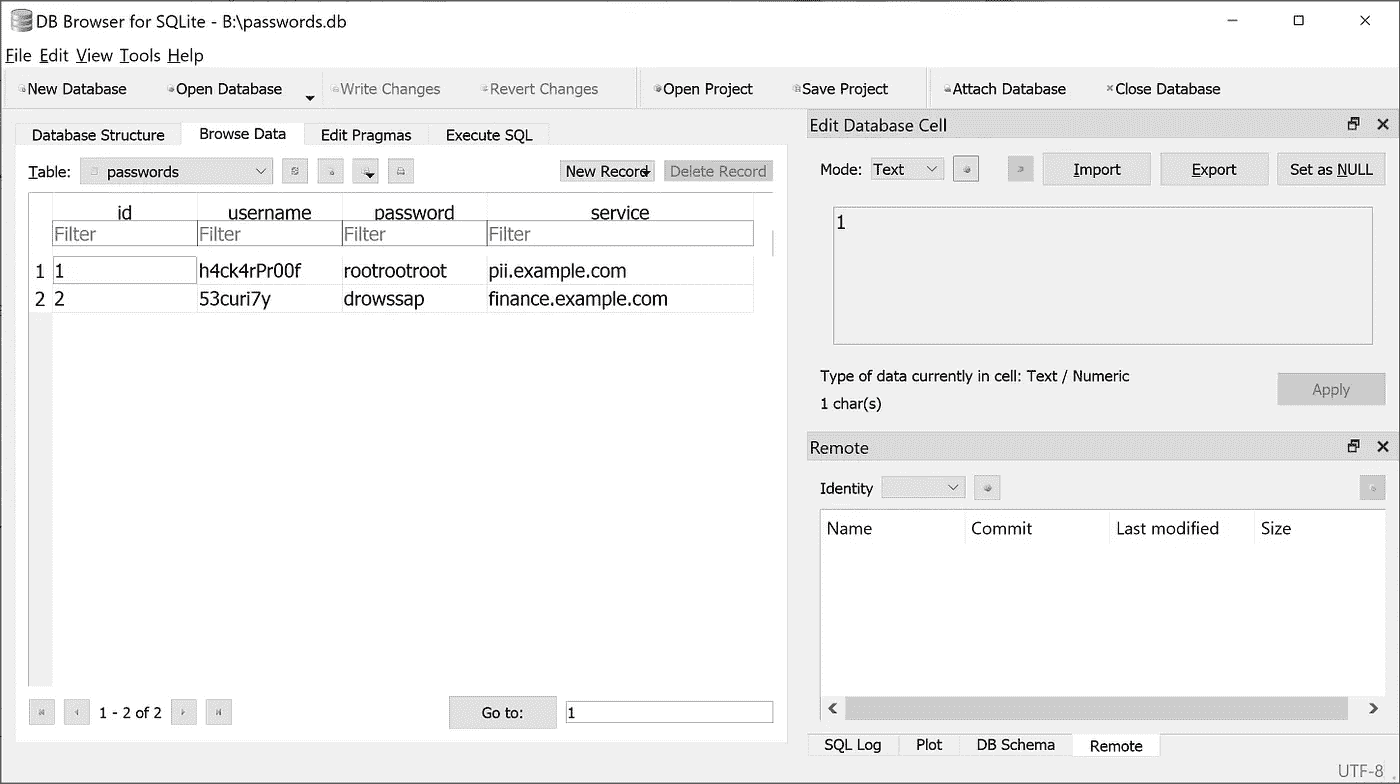 DB Browser for SQLite - B:\passwords.db
File Edit View Tools Help
New Database Open Database Write Changes Revert Changes Open Project Save Project Attach Database Close Database
Database Structure Browse Data Edit Pragmas Execute SQL
Table: passwords New Record Delete Record
id username password service
Filter Filter Filter Filter
1 1 h4ck4rPr00f rootrootroot pii.example.com
2 2 53curi7y drowssap finance.example.com
1 - 2 of 2 Go to: 1
Edit Database Cell
Mode: Text Import Export Set as NULL
1
Type of data currently in cell: Text / Numeric
1 char(s)
Apply
Remote
Identity
Name Commit Last modified Size
SQL Log Plot DB Schema Remote
UTF-8